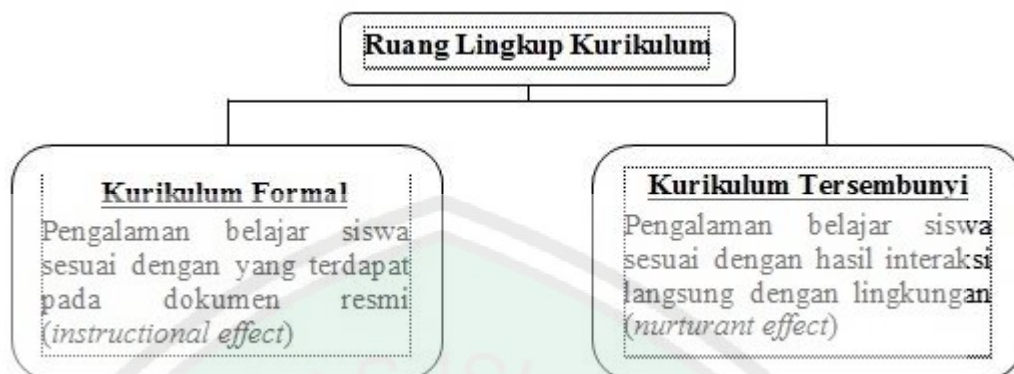 Ruang Lingkup Kurikulum
Kurikulum Formal
Pengalaman belajar siswa
sesuai dengan yang terdapat
pada dokumen resmi
(instructional effect)
Kurikulum Tersembunyi
Pengalaman belajar siswa
sesuai dengan hasil interaksi
langsung dengan lingkungan
(nurturant effect)